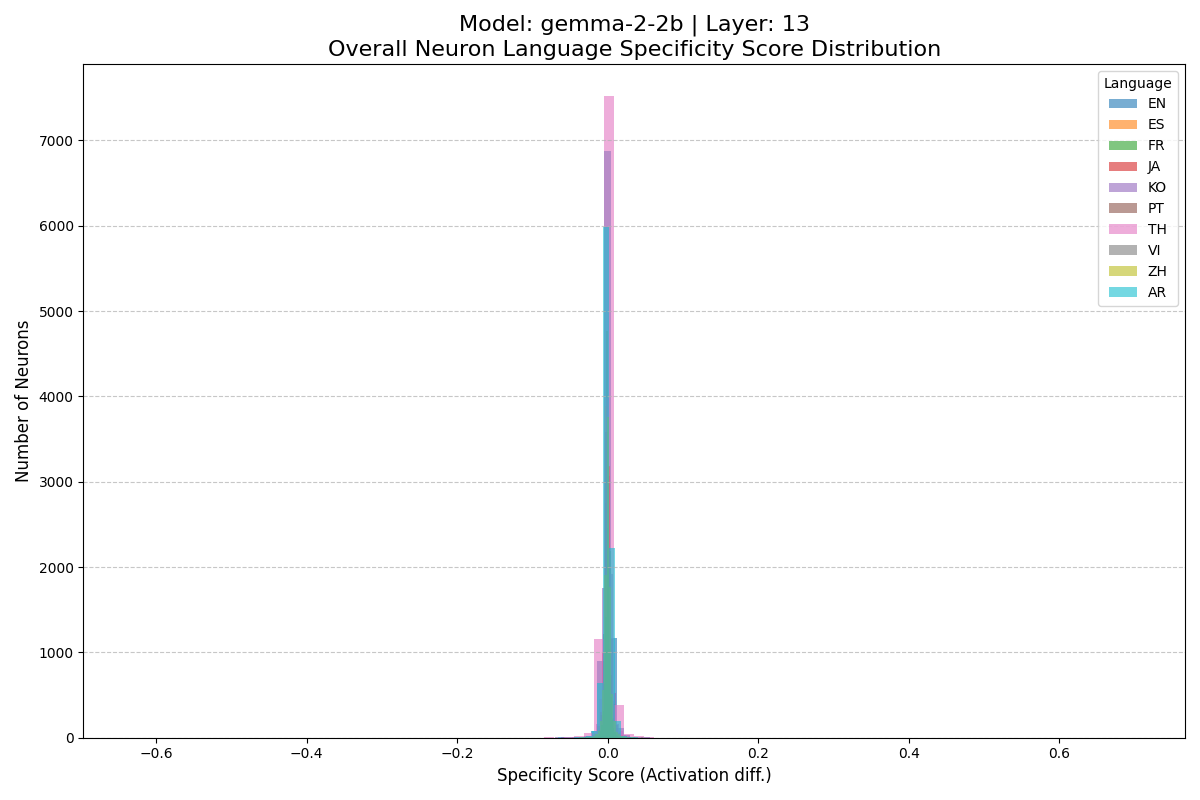 Model: gemma-2-2b | Layer: 13
Overall Neuron Language Specificity Score Distribution
Number of Neurons
7000
6000
5000
4000
3000
2000
1000
0
−0.6
−0.4
−0.2
0.0
0.2
0.4
0.6
Specificity Score (Activation diff.)
Language
EN
ES
FR
JA
KO
PT
TH
VI
ZH
AR